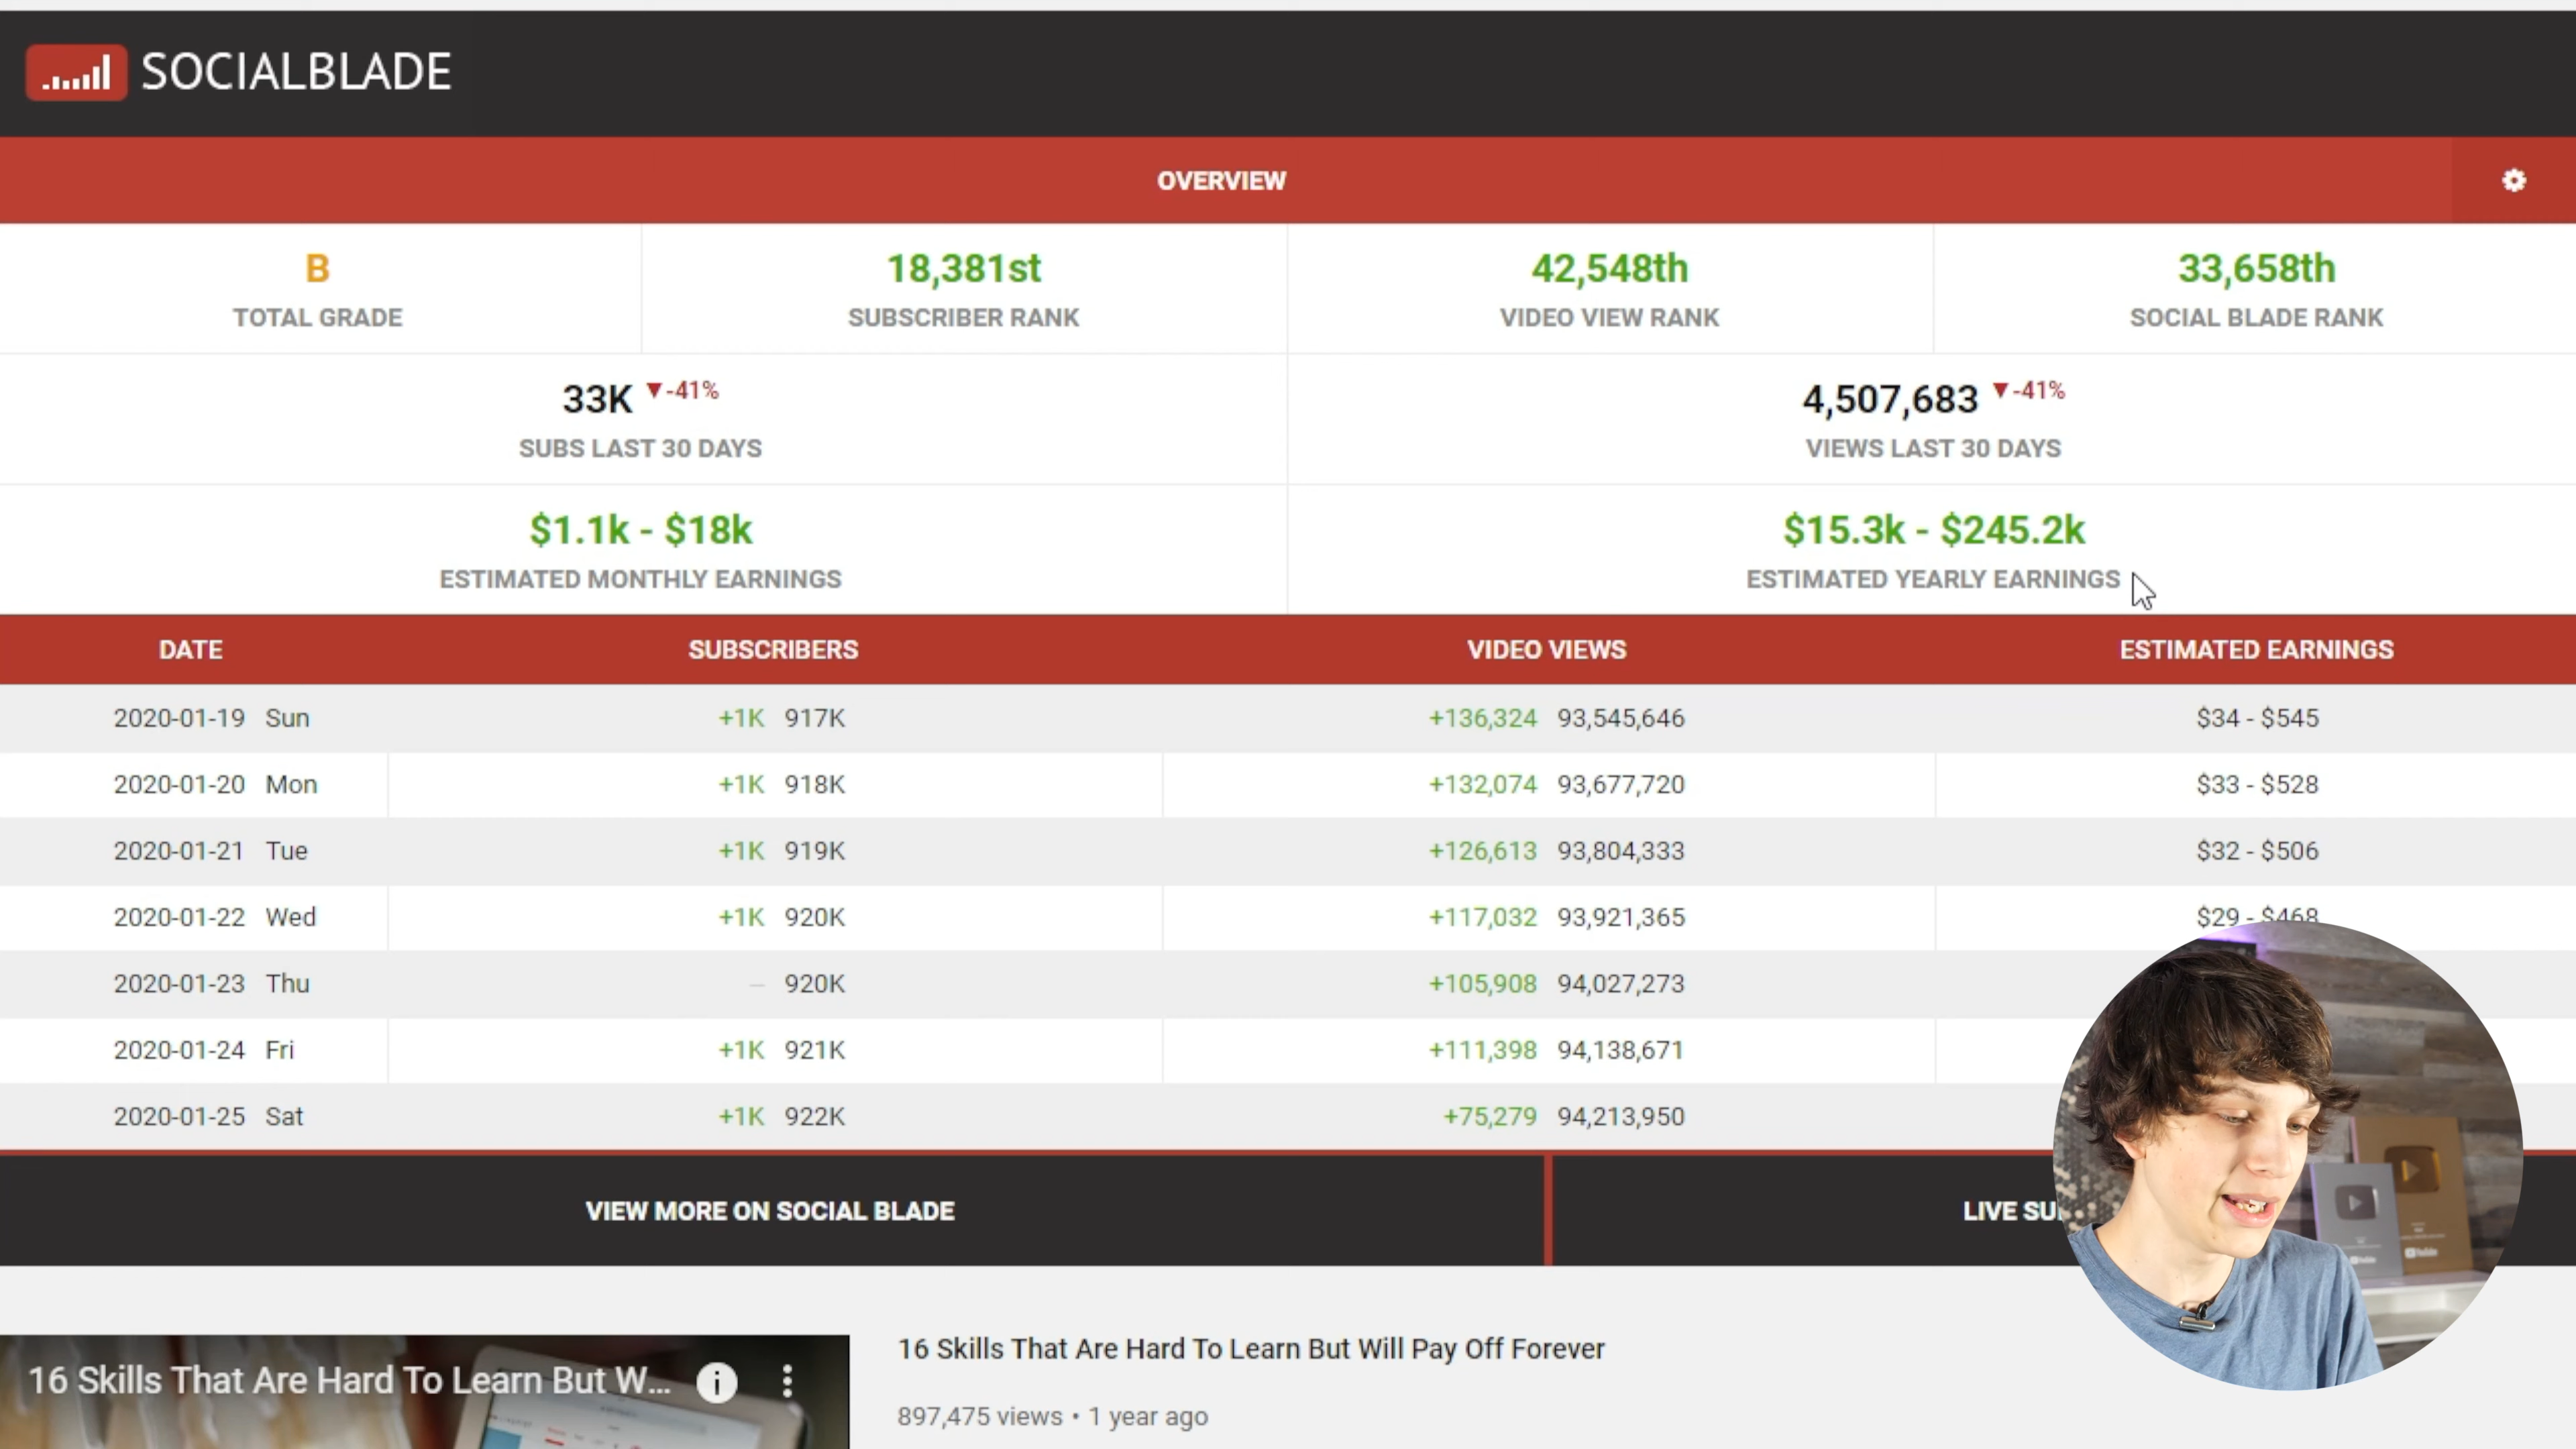 SOCIALBLADE
OVERVIEW
B 18,381st 42,548th 33,658th
TOTAL GRADE SUBSCRIBER RANK VIDEO VIEW RANK SOCIAL BLADE RANK
33K ▼-41% 4,507,683 ▼-41%
SUBS LAST 30 DAYS VIEWS LAST 30 DAYS
$1.1k - $18k $15.3k - $245.2k
ESTIMATED MONTHLY EARNINGS ESTIMATED YEARLY EARNINGS
DATE SUBSCRIBERS VIDEO VIEWS ESTIMATED EARNINGS
2020-01-19 Sun +1K 917K +136,324 93,545,646 $34 - $545
2020-01-20 Mon +1K 918K +132,074 93,677,720 $33 - $528
2020-01-21 Tue +1K 919K +126,613 93,804,333 $32 - $506
2020-01-22 Wed +1K 920K +117,032 93,921,365 $29 - $468
2020-01-23 Thu – 920K +105,908 94,027,273
2020-01-24 Fri +1K 921K +111,398 94,138,671
2020-01-25 Sat +1K 922K +75,279 94,213,950
VIEW MORE ON SOCIAL BLADE LIVE
16 Skills That Are Hard To Learn But Will Pay Off Forever
16 Skills That Are Hard To Learn But W...
897,475 views • 1 year ago